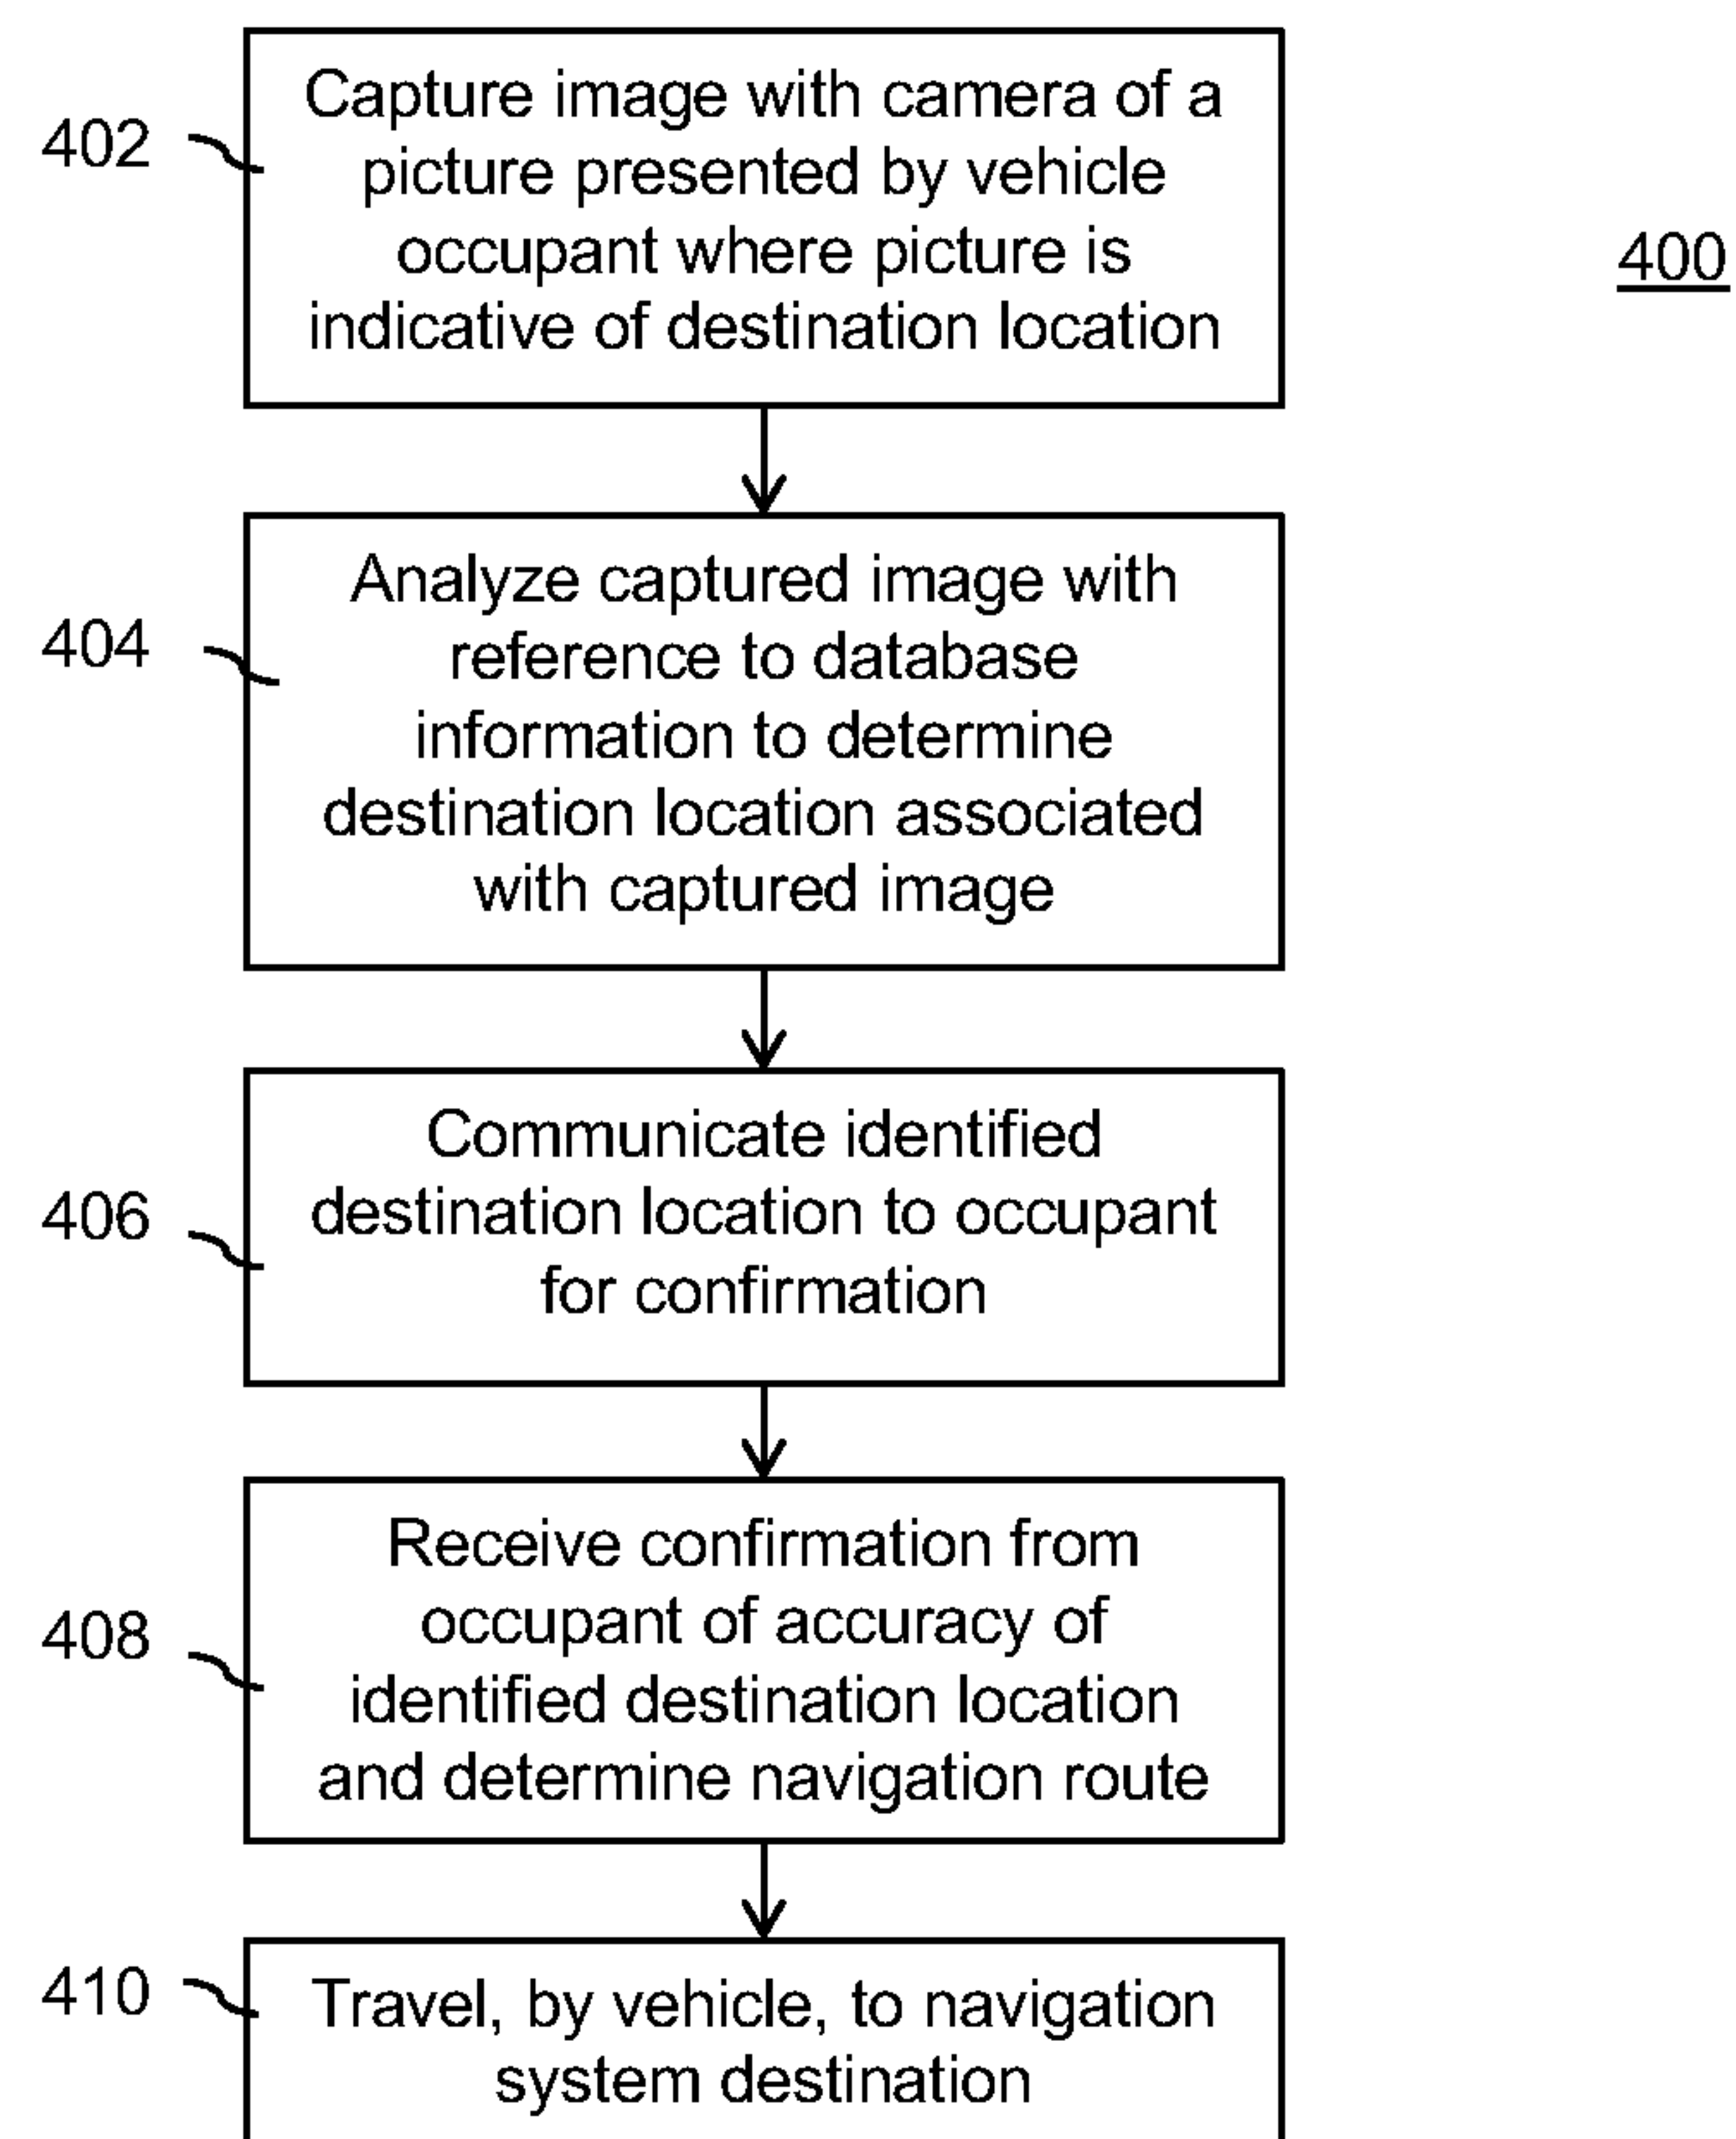 402
Capture image with camera of a
picture presented by vehicle
occupant where picture is
indicative of destination location
400
404
Analyze captured image with
reference to database
information to determine
destination location associated
with captured image
406
Communicate identified
destination location to occupant
for confirmation
408
Receive confirmation from
occupant of accuracy of
identified destination location
and determine navigation route
410
Travel, by vehicle, to navigation
system destination